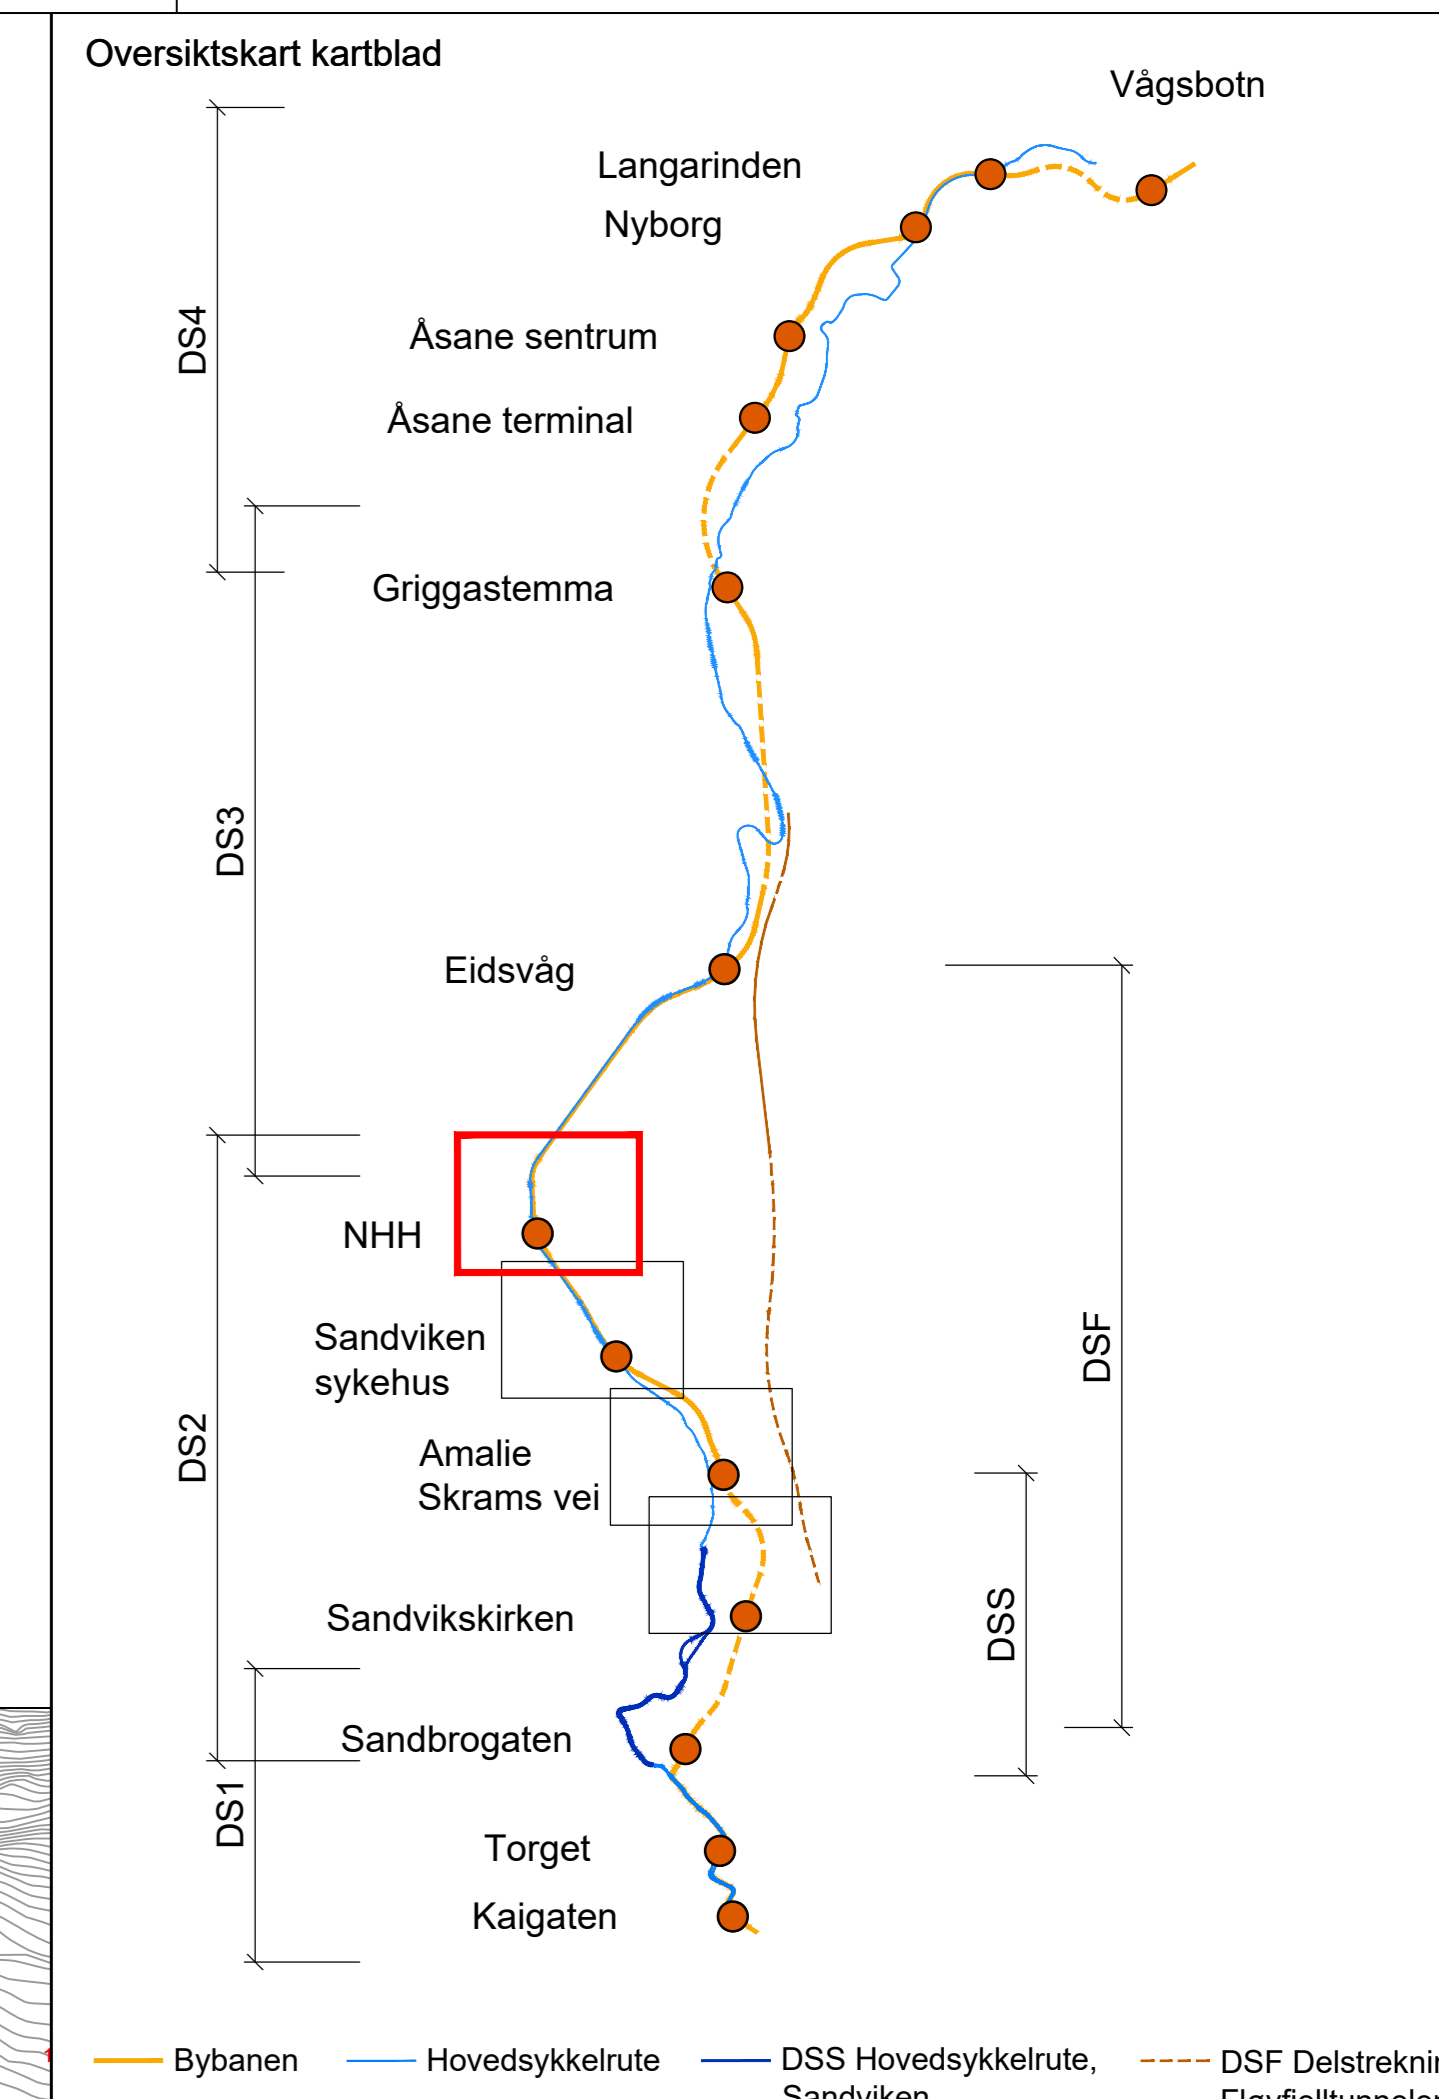 Oversiktskart kartblad
Vågsbotn
Langarinden
Nyborg
DS4
Åsane sentrum
Åsane terminal
Griggastemma
DS3
Eidsvåg
NHH
Sandviken
sykehus
DSF
DS2
Amalie
Skrams vei
DSS
Sandvikskirken
Sandbrogaten
DS1
Torget
Kaigaten
Bybanen
Hovedsykkelrute
DSS Hovedsykkelrute,
Sandviken
DSF